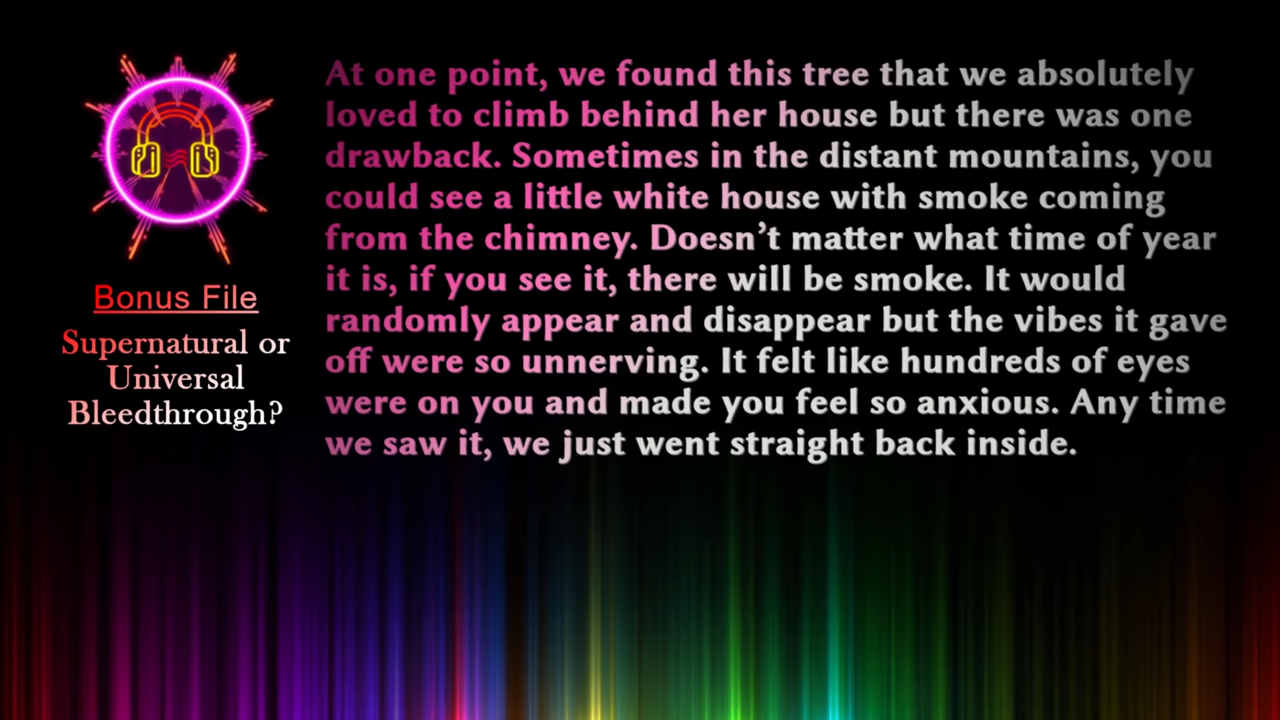 Bonus File
Supernatural or
Universal
Bleedthrough?
At one point, we found this tree that we absolutely
loved to climb behind her house but there was one
drawback. Sometimes in the distant mountains, you
could see a little white house with smoke coming
from the chimney. Doesn’t matter what time of year
it is, if you see it, there will be smoke. It would
randomly appear and disappear but the vibes it gave
off were so unnerving. It felt like hundreds of eyes
were on you and made you feel so anxious. Any time
we saw it, we just went straight back inside.